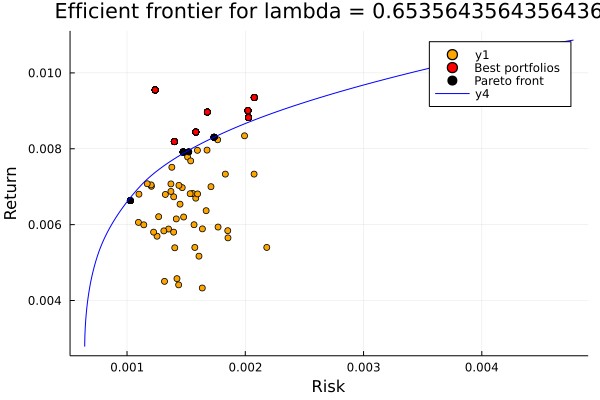 Efficient frontier for lambda = 0.6535643564356436
y1
Best portfolios
Pareto front
y4
0.010
0.008
0.006
0.004
Return
0.001
0.002
0.003
0.004
Risk